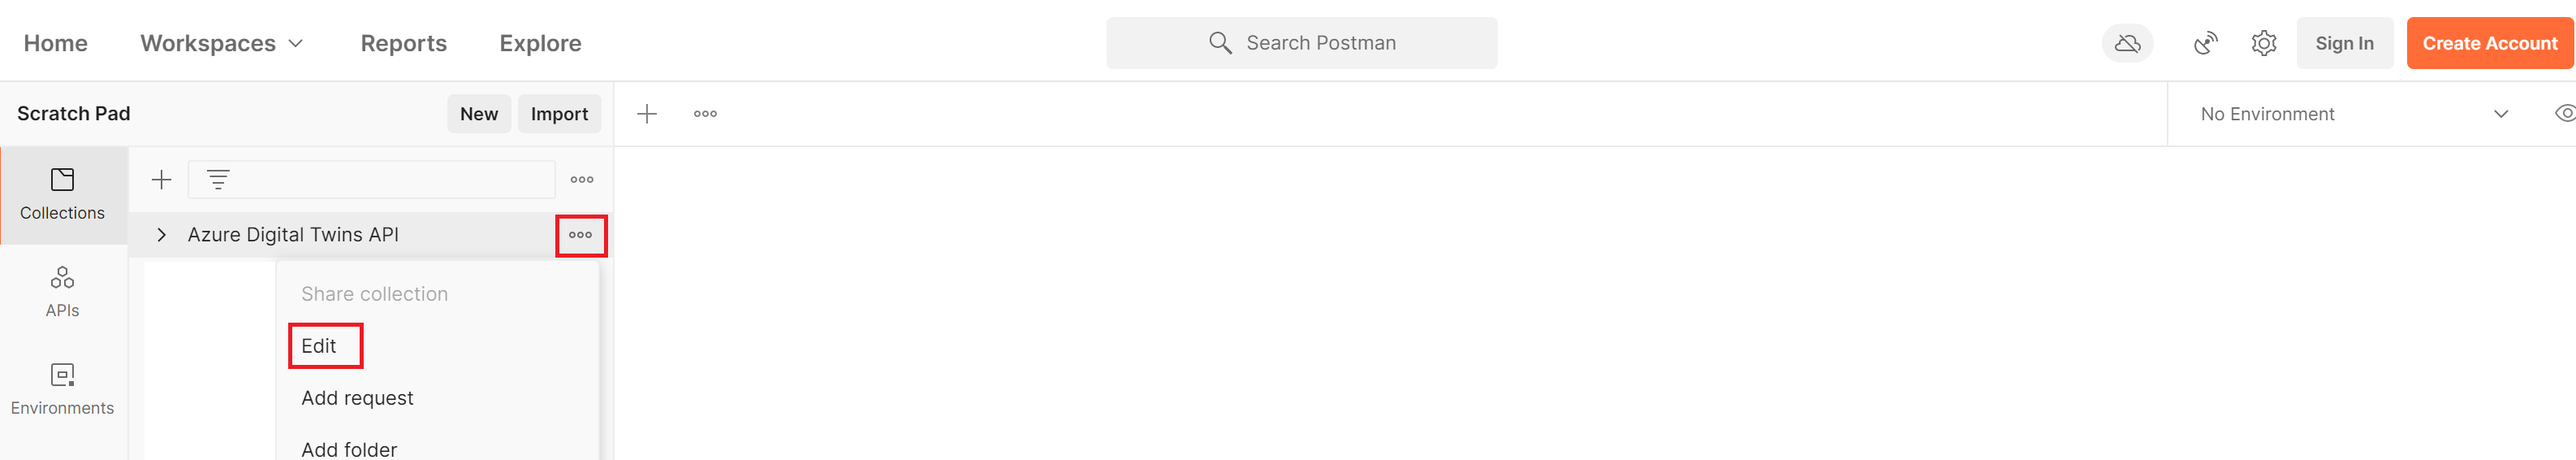 Home Workspaces Reports Explore Search Postman Sign In Create Account
Scratch Pad New Import No Environment
Collections
Azure Digital Twins API
Share collection
APIs
Edit
Add request
Environments
Add folder